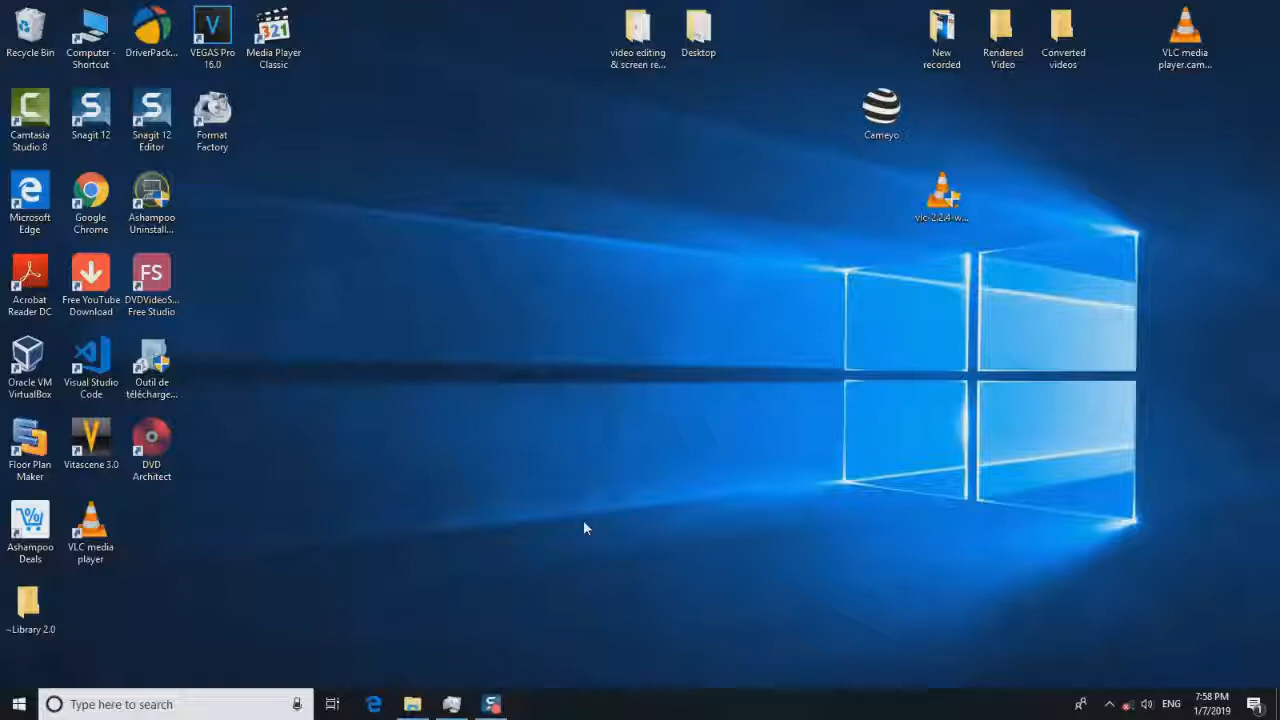 Recycle Bin
Computer -
Shortcut
DriverPack...
VEGAS Pro
16.0
Media Player
Classic
video editing
& screen re...
Desktop
New
recorded
Rendered
Video
Converted
videos
VLC media
player.cam...
Camtasia
Studio 8
Snagit 12
Snagit 12
Editor
Format
Factory
Cameyo
Microsoft
Edge
Google
Chrome
Ashampoo
Uninstall...
vlc-2.2.4-w...
Acrobat
Reader DC
Free YouTube
Download
DVDVideoS...
Free Studio
Oracle VM
VirtualBox
Visual Studio
Code
Outil de
télécharge...
Floor Plan
Maker
Vitascene 3.0
DVD
Architect
Ashampoo
Deals
VLC media
player
~Library 2.0
Type here to search
ENG
7:58 PM
1/7/2019